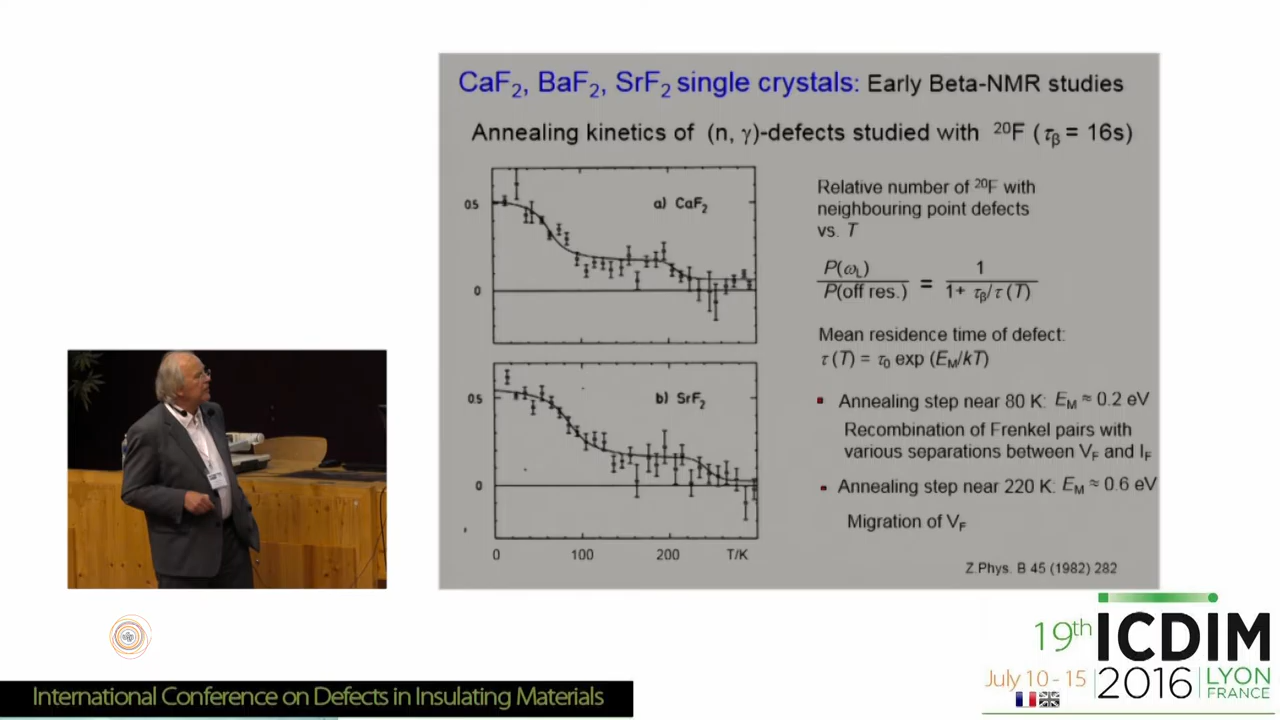 CaF2, BaF2, SrF2 single crystals: Early Beta-NMR studies
Annealing kinetics of (n, γ)-defects studied with 20F (τβ = 16s)
a) CaF2
05
0
b) SrF2
0.5
0
0 100 200 T/K
Relative number of 20F with
neighbouring point defects
vs. T
P(ωL)
P(off res.)
=
1
1+ τβ/τ (T)
Mean residence time of defect:
τ (T) = τ0 exp (EM/kT)
Annealing step near 80 K: EM ≈ 0.2 eV
Recombination of Frenkel pairs with
various separations between VF and IF
Annealing step near 220 K: EM ≈ 0.6 eV
Migration of VF
Z.Phys. B 45 (1982) 282
19th ICDIM
July 10 - 15 2016 LYON
FRANCE
International Conference on Defects in Insulating Materials